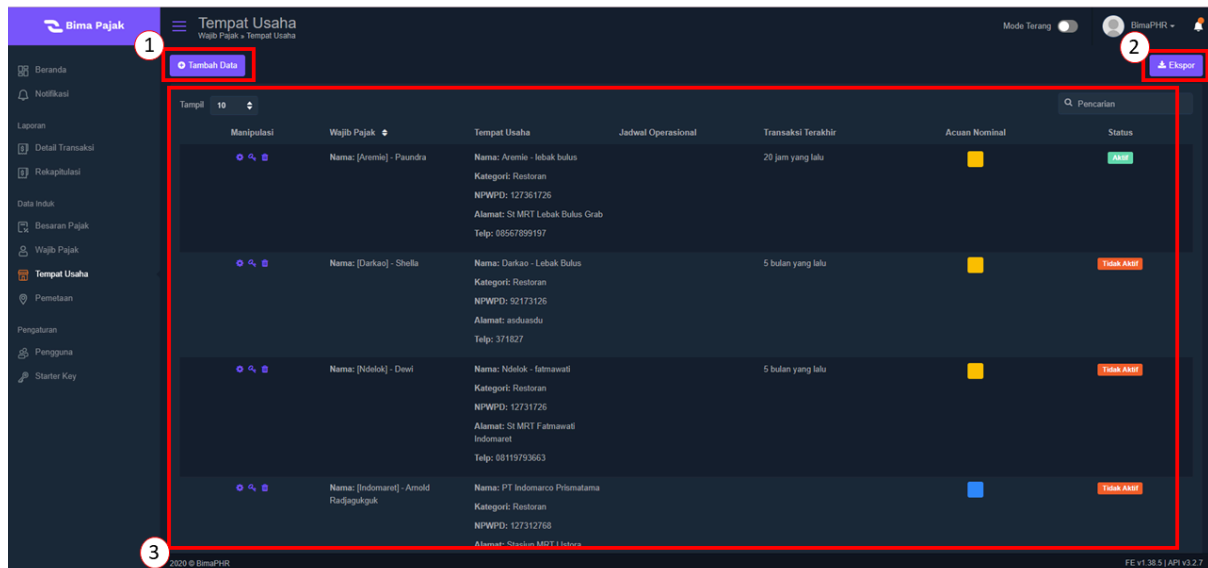 Bima Pajak
Tempat Usaha
Wajib Pajak » Tempat Usaha
Mode Terang
BimaPHR
1
2
Tambah Data
Ekspor
Beranda
Notifikasi
Laporan
Detail Transaksi
Rekapitulasi
Data Induk
Besaran Pajak
Wajib Pajak
Tempat Usaha
Pemetaan
Pengaturan
Pengguna
Starter Key
Tampil 10
Pencarian
Manipulasi Wajib Pajak Tempat Usaha Jadwal Operasional Transaksi Terakhir Acuan Nominal Status
Nama: [Aremie] - Paundra Nama: Aremie - lebak bulus 20 jam yang lalu Aktif
Kategori: Restoran
NPWPD: 127361726
Alamat: St MRT Lebak Bulus Grab
Telp: 08567899197
Nama: [Darkao] - Shella Nama: Darkao - Lebak Bulus 5 bulan yang lalu Tidak Aktif
Kategori: Restoran
NPWPD: 92173126
Alamat: asduasdu
Telp: 371827
Nama: [Ndelok] - Dewi Nama: Ndelok - fatmawati 5 bulan yang lalu Tidak Aktif
Kategori: Restoran
NPWPD: 12731726
Alamat: St MRT Fatmawati
Indomaret
Telp: 08119793663
Nama: [Indomaret] - Arnold Nama: PT Indomarco Prismatama Tidak Aktif
Radjagukguk
Kategori: Restoran
NPWPD: 127312768
Alamat: Stasiun MRT Istora
3
2020 © BimaPHR
FE v1.38.5 | API v3.2.7